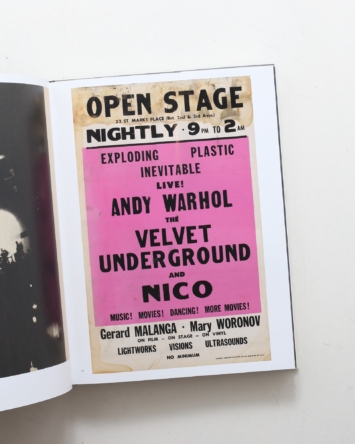 OPEN STAGE
23 ST MARKS PLACE (Bet. 2nd & 3rd Aves)
NIGHTLY · 9 PM TO 2 AM
EXPLODING PLASTIC
INEVITABLE
LIVE!
ANDY WARHOL
THE
VELVET
UNDERGROUND
AND
NICO
MUSIC! MOVIES! DANCING! MORE MOVIES!
Gerard MALANGA · Mary WORONOV
ON FILM – ON STAGE – ON VINYL
LIGHTWORKS VISIONS ULTRASOUNDS
NO MINIMUM